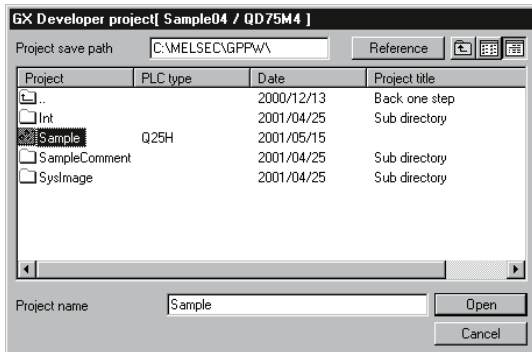 GX Developer project[ Sample04 / QD75M4 ]
Project save path C:\MELSEC\GPPW\ Reference
Project PLC type Date Project title
.. 2000/12/13 Back one step
Int 2001/04/25 Sub directory
Sample Q25H 2001/05/15
SampleComment 2001/04/25 Sub directory
SysImage 2001/04/25 Sub directory
Project name Sample Open
Cancel